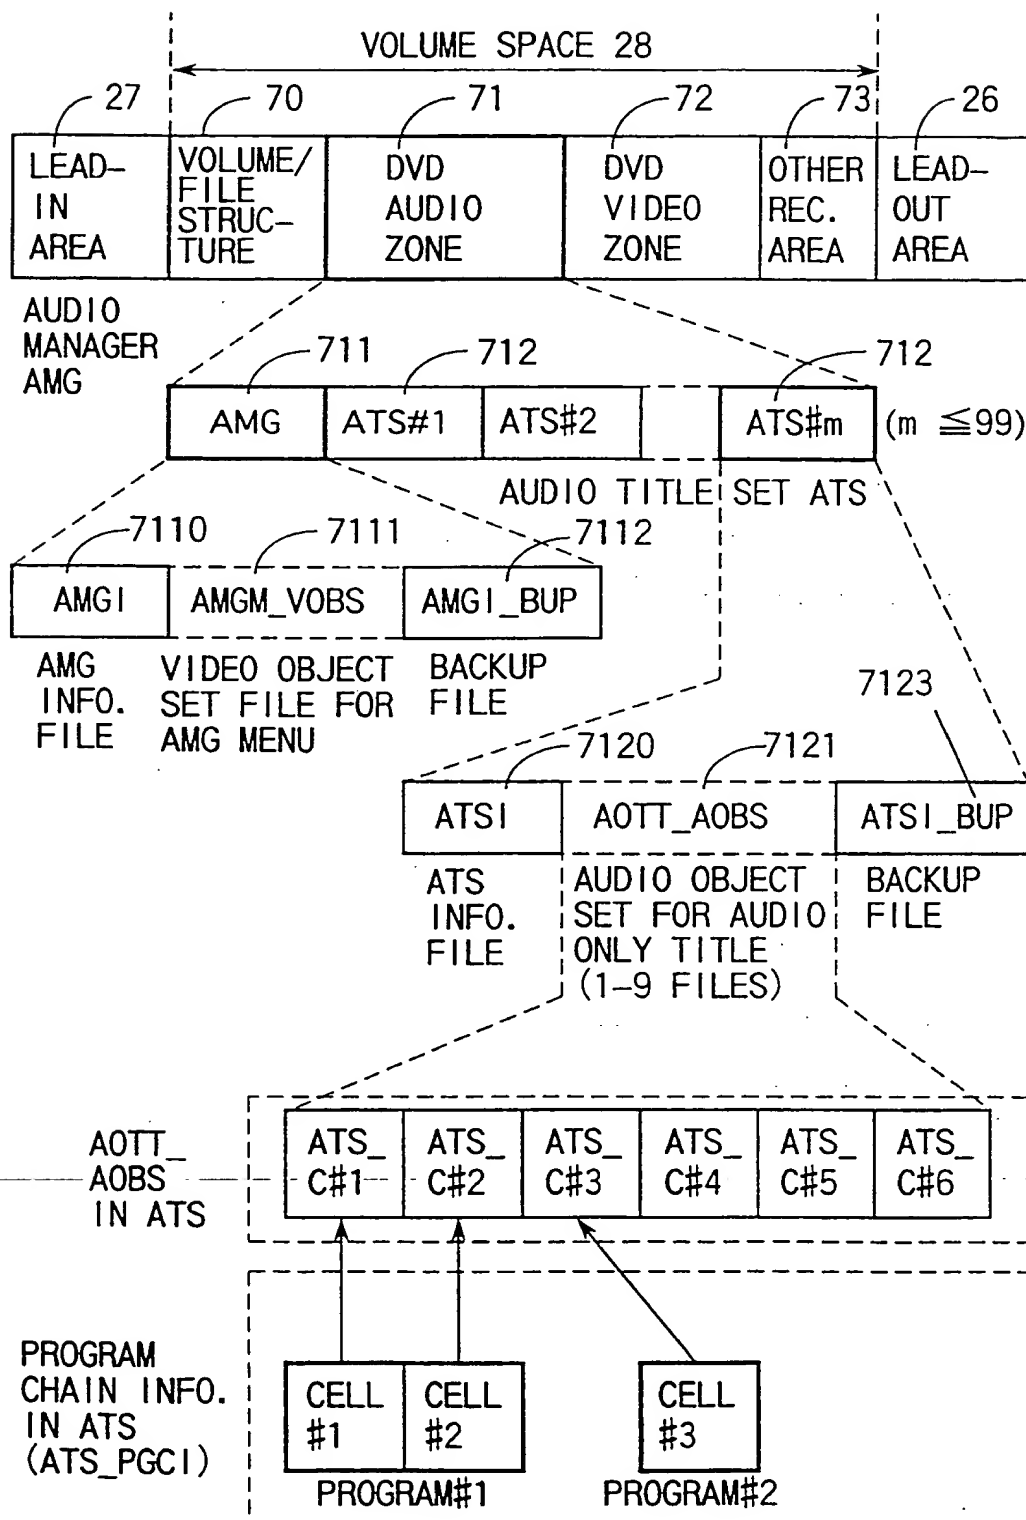 VOLUME SPACE 28
27
70
71
72
73
26
LEAD-
IN
AREA
VOLUME/
FILE
STRUC-
TURE
DVD
AUDIO
ZONE
DVD
VIDEO
ZONE
OTHER
REC.
AREA
LEAD-
OUT
AREA
AUDIO
MANAGER
AMG
711
712
712
AMG
ATS#1
ATS#2
ATS#m
(m ≦99)
AUDIO TITLE SET ATS
7110
7111
7112
AMGI
AMGM_VOBS
AMGI_BUP
AMG
INFO.
FILE
VIDEO OBJECT
SET FILE FOR
AMG MENU
BACKUP
FILE
7123
7120
7121
ATSI
AOTT_AOBS
ATSI_BUP
ATS
INFO.
FILE
AUDIO OBJECT
SET FOR AUDIO
ONLY TITLE
(1-9 FILES)
BACKUP
FILE
AOTT_
AOBS
IN ATS
ATS_
C#1
ATS_
C#2
ATS_
C#3
ATS_
C#4
ATS_
C#5
ATS_
C#6
PROGRAM
CHAIN INFO.
IN ATS
(ATS_PGCI)
CELL
#1
CELL
#2
CELL
#3
PROGRAM#1
PROGRAM#2